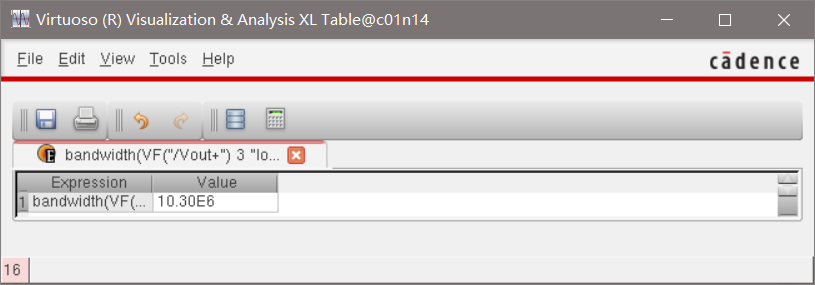 Virtuoso (R) Visualization & Analysis XL Table@c01n14
File Edit View Tools Help
cādence
bandwidth(VF("/Vout+") 3 "lo...
Expression Value
1 bandwidth(VF(... 10.30E6
16